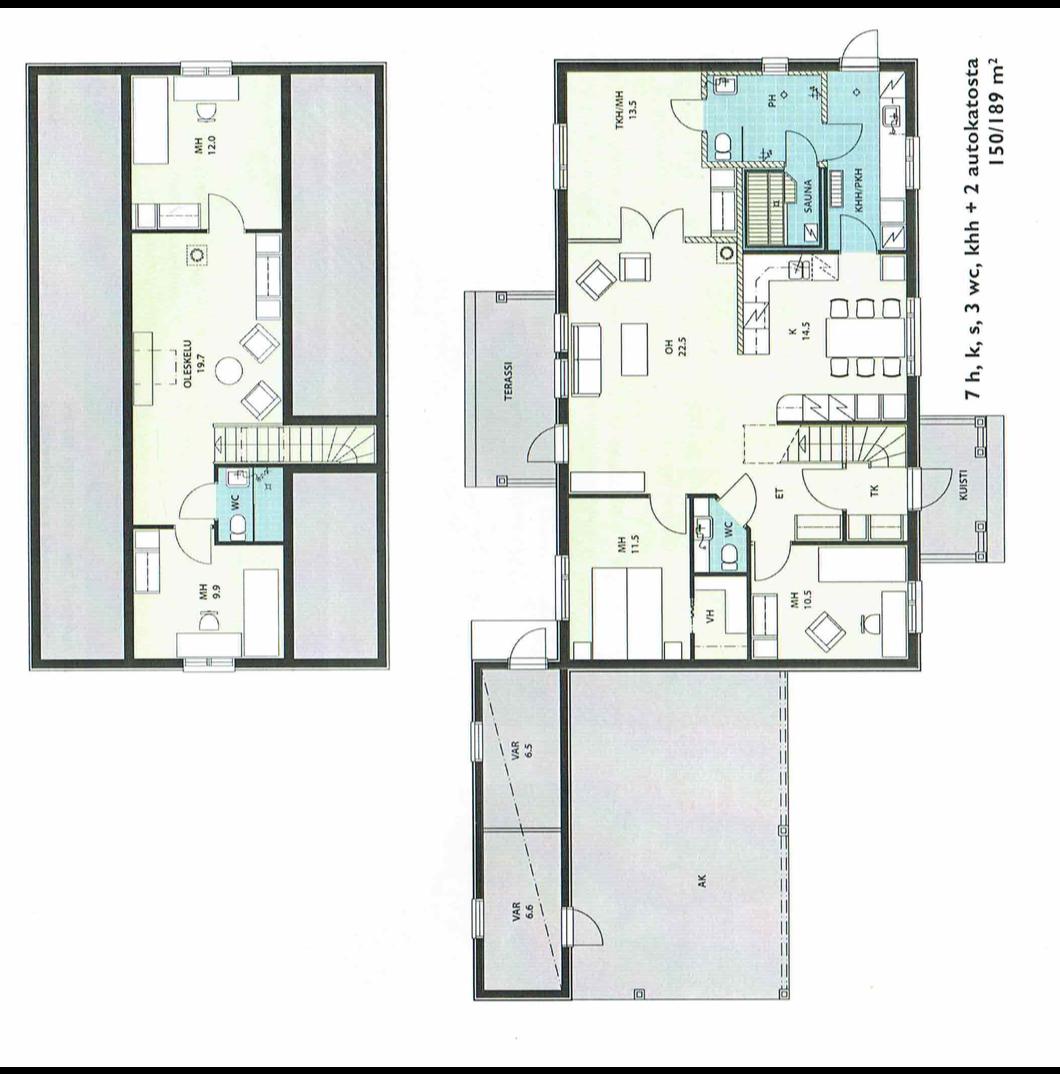 MH
12.0
OLESKELU
19.7
WC
MH
9.9
TKH/MH
13.5
PH
SAUNA
KHH/PKH
K
14.5
OH
22.5
TERASSI
ET
TK
KUISTI
WC
MH
11.5
VH
MH
10.5
VAR
6.5
VAR
6.6
AK
7 h, k, s, 3 wc, khh + 2 autokatosta
150/189 m²